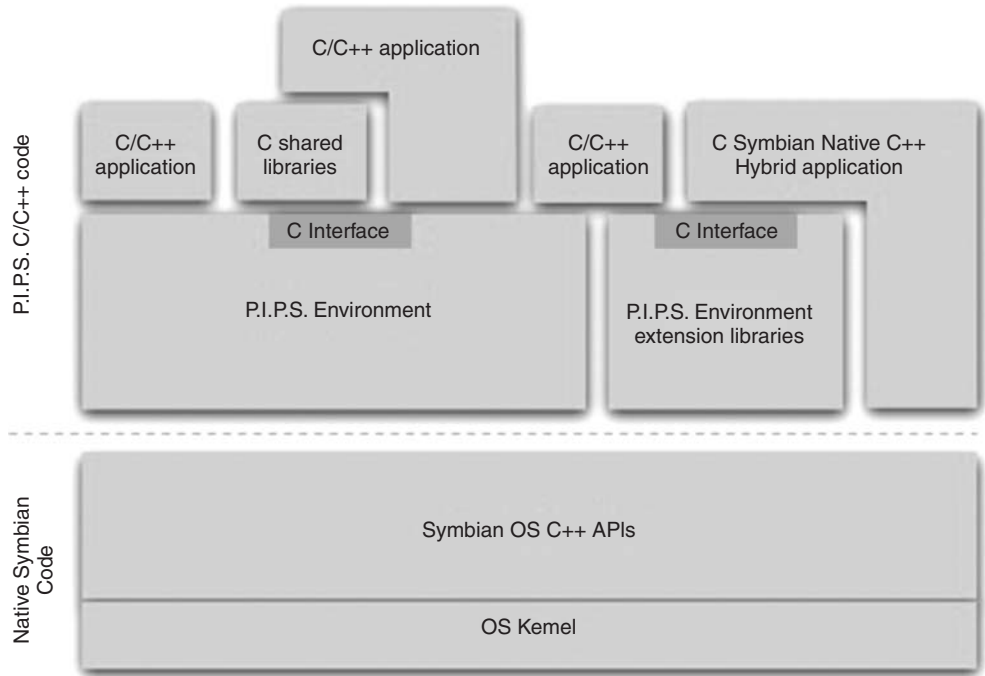 C/C++ application
C/C++
application
C shared
libraries
C/C++
application
C Symbian Native C++
Hybrid application
P.I.P.S. C/C++ code
C Interface
C Interface
P.I.P.S. Environment
P.I.P.S. Environment
extension libraries
Native Symbian
Code
Symbian OS C++ APIs
OS Kernel